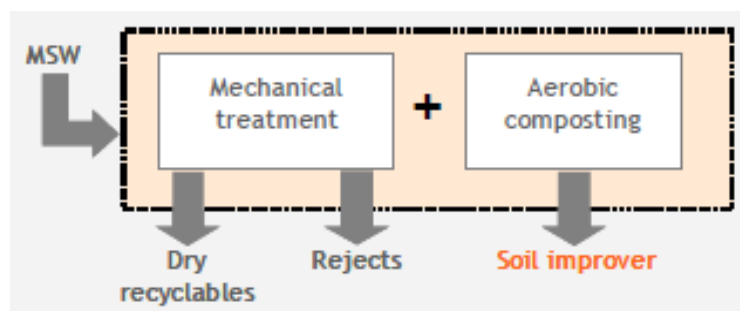 MSW
Mechanical
treatment
+
Aerobic
composting
Dry
recyclables
Rejects
Soil improver